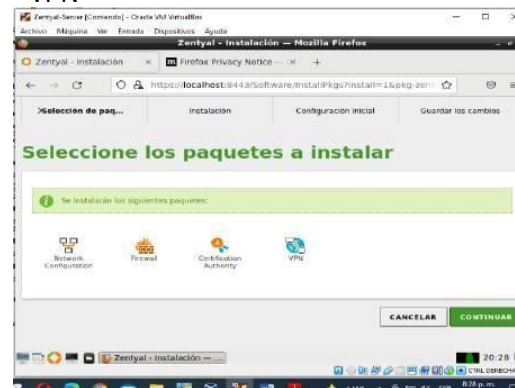 VPN
Zentyal-Server [Corriendo] - Oracle VM VirtualBox
Archivo Máquina Ver Entrada Dispositivos Ayuda
Zentyal - Instalación — Mozilla Firefox
Zentyal - Instalación × Firefox Privacy Notice — × +
https://localhost:8443/Software/InstallPkgs?install=1&pkg-zen
Selección de paq... Instalación Configuración inicial Guardar los cambios
Seleccione los paquetes a instalar
Se instalarán los siguientes paquetes:
Network Configuration
Firewall
Certification Authority
VPN
CANCELAR CONTINUAR
Zentyal - Instalación — ... 20:28
CTRL DERECHA
8:28 p. m.